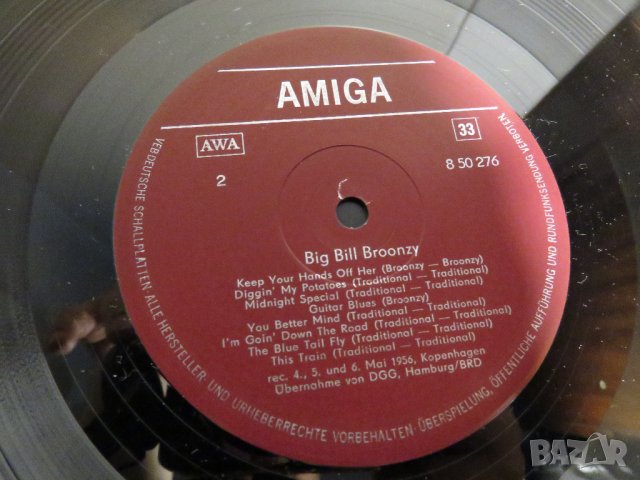 AMIGA
AWA
33
2
8 50 276
Big Bill Broonzy
Keep Your Hands Off Her (Broonzy — Broonzy)
Diggin' My Potatoes (Traditional — Traditional)
Midnight Special (Traditional — Traditional)
Guitar Blues (Broonzy)
You Better Mind (Traditional — Traditional)
I'm Goin' Down The Road (Traditional — Traditional)
The Blue Tail Fly (Traditional — Traditional)
This Train (Traditional — Traditional)
rec. 4., 5. und 6. Mai 1956, Kopenhagen
Übernahme von DGG, Hamburg/BRD
VEB DEUTSCHE SCHALLPLATTEN ALLE HERSTELLER UND URHEBERRECHTE VORBEHALTEN ÜBERSPIELUNG, ÖFFENTLICHE AUFFÜHRUNG UND RUNDFUNKSENDUNG VERBOTEN.
BAZAR
bg